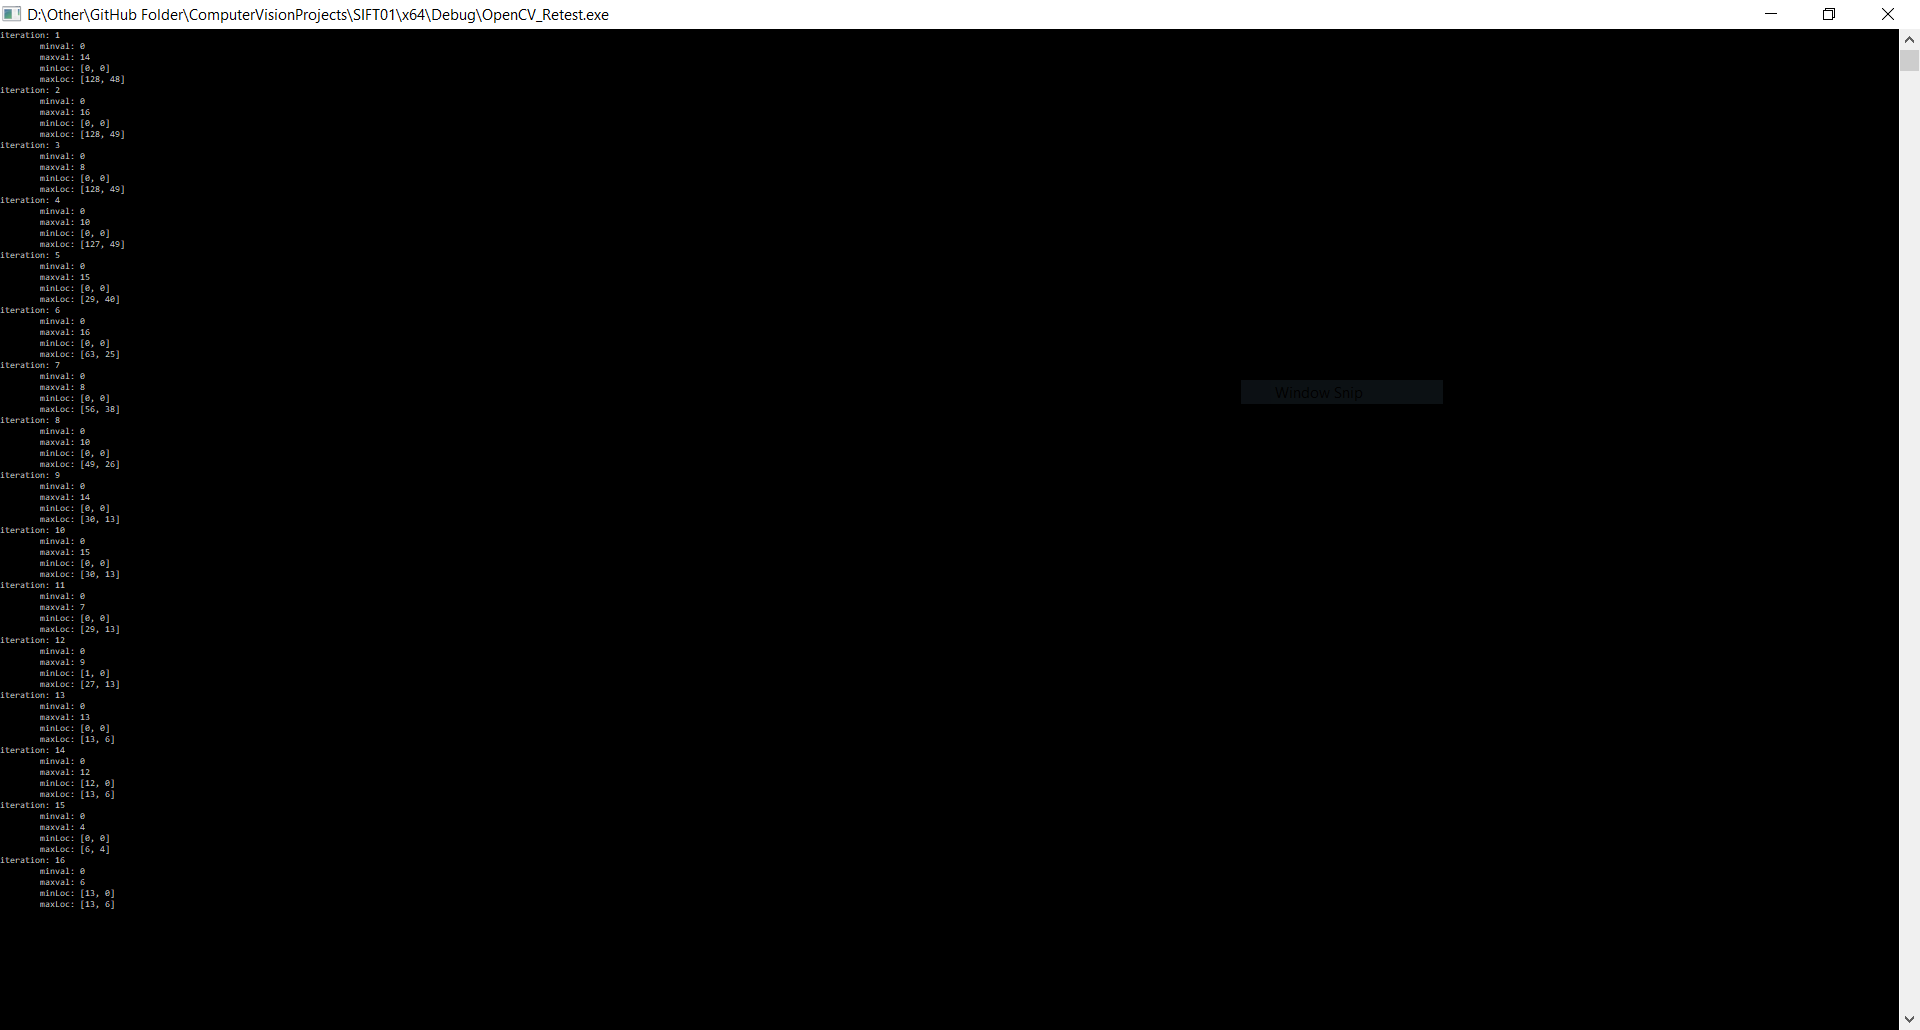 D:\Other\GitHub Folder\ComputerVisionProjects\SIFT01\x64\Debug\OpenCV_Retest.exe
iteration: 1
minval: 0
maxval: 14
minLoc: [0, 0]
maxLoc: [128, 48]
iteration: 2
minval: 0
maxval: 16
minLoc: [0, 0]
maxLoc: [128, 49]
iteration: 3
minval: 0
maxval: 8
minLoc: [0, 0]
maxLoc: [128, 49]
iteration: 4
minval: 0
maxval: 10
minLoc: [0, 0]
maxLoc: [127, 49]
iteration: 5
minval: 0
maxval: 15
minLoc: [0, 0]
maxLoc: [29, 40]
iteration: 6
minval: 0
maxval: 16
minLoc: [0, 0]
maxLoc: [63, 25]
iteration: 7
minval: 0
maxval: 8
minLoc: [0, 0]
maxLoc: [56, 38]
Window Snip
iteration: 8
minval: 0
maxval: 10
minLoc: [0, 0]
maxLoc: [49, 26]
iteration: 9
minval: 0
maxval: 14
minLoc: [0, 0]
maxLoc: [30, 13]
iteration: 10
minval: 0
maxval: 15
minLoc: [0, 0]
maxLoc: [30, 13]
iteration: 11
minval: 0
maxval: 7
minLoc: [0, 0]
maxLoc: [29, 13]
iteration: 12
minval: 0
maxval: 9
minLoc: [1, 0]
maxLoc: [27, 13]
iteration: 13
minval: 0
maxval: 13
minLoc: [0, 0]
maxLoc: [13, 6]
iteration: 14
minval: 0
maxval: 12
minLoc: [12, 0]
maxLoc: [13, 6]
iteration: 15
minval: 0
maxval: 4
minLoc: [0, 0]
maxLoc: [6, 4]
iteration: 16
minval: 0
maxval: 6
minLoc: [13, 0]
maxLoc: [13, 6]